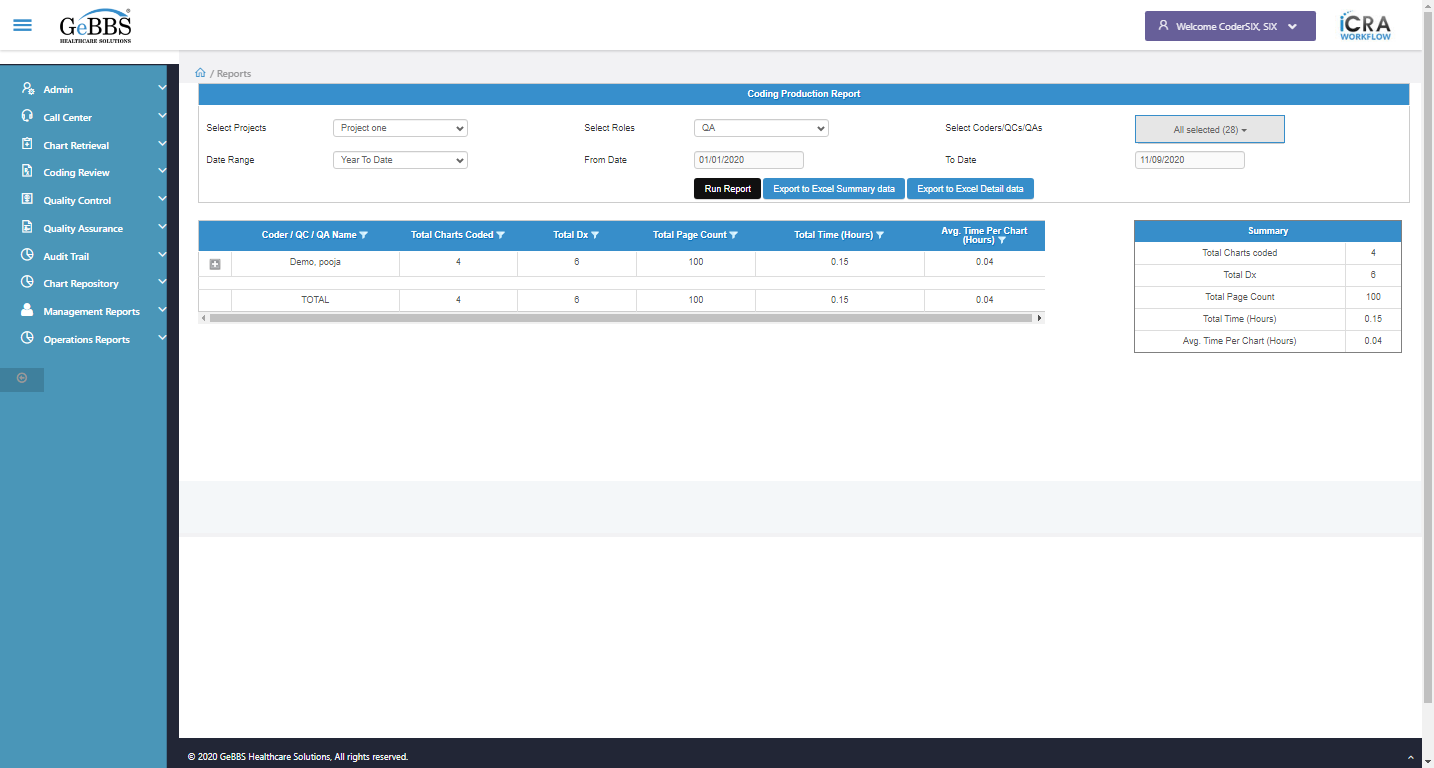 GeBBS
HEALTHCARE SOLUTIONS
Welcome CoderSIX, SIX
iCRA
WORKFLOW
/ Reports
Admin
Call Center
Chart Retrieval
Coding Review
Quality Control
Quality Assurance
Audit Trail
Chart Repository
Management Reports
Operations Reports
Coding Production Report
Select Projects Project one Select Roles QA Select Coders/QCs/QAs All selected (28)
Date Range Year To Date From Date 01/01/2020 To Date 11/09/2020
Run Report Export to Excel Summary data Export to Excel Detail data
Coder / QC / QA Name Total Charts Coded Total Dx Total Page Count Total Time (Hours) Avg. Time Per Chart
(Hours)
Demo, pooja 4 6 100 0.15 0.04
TOTAL 4 6 100 0.15 0.04
Summary
Total Charts coded 4
Total Dx 6
Total Page Count 100
Total Time (Hours) 0.15
Avg. Time Per Chart (Hours) 0.04
© 2020 GeBBS Healthcare Solutions, All rights reserved.